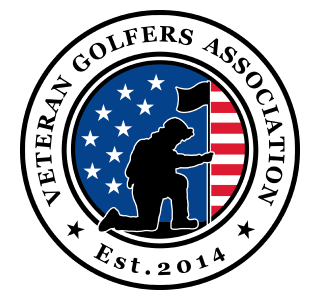 VETERAN GOLFERS ASSOCIATION
Est. 2014